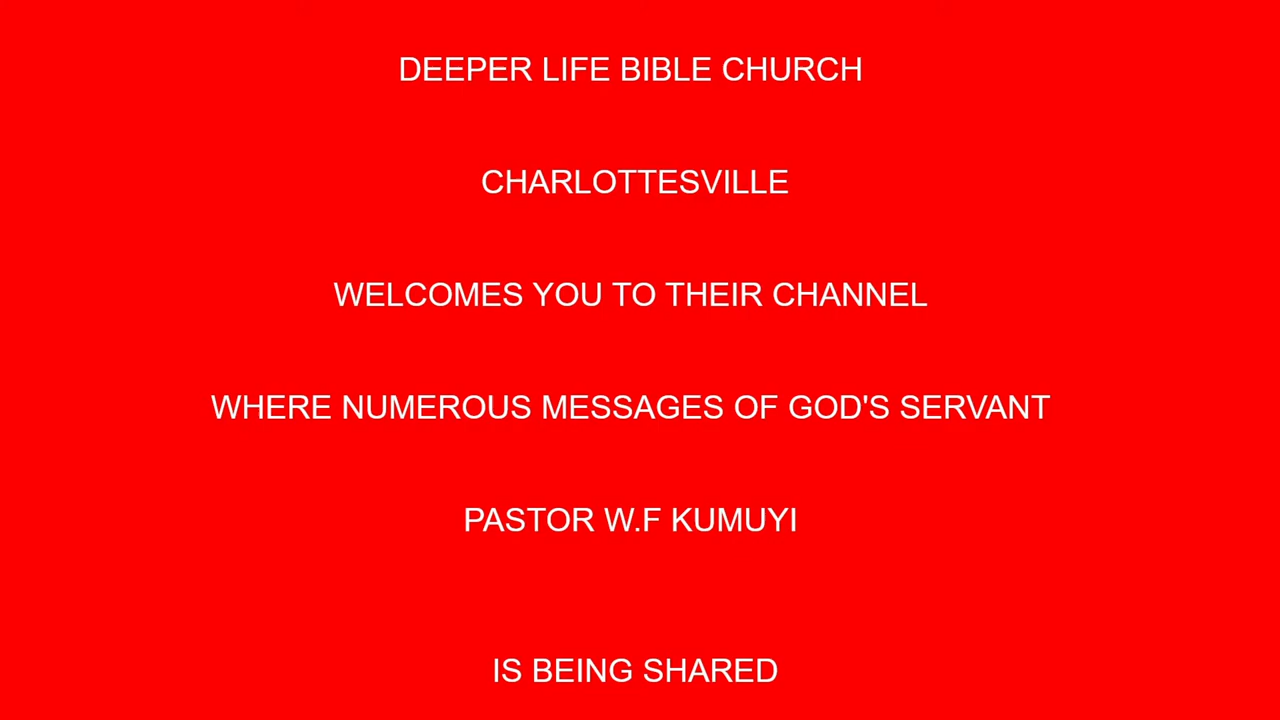 DEEPER LIFE BIBLE CHURCH
CHARLOTTESVILLE
WELCOMES YOU TO THEIR CHANNEL
WHERE NUMEROUS MESSAGES OF GOD'S SERVANT
PASTOR W.F KUMUYI
IS BEING SHARED